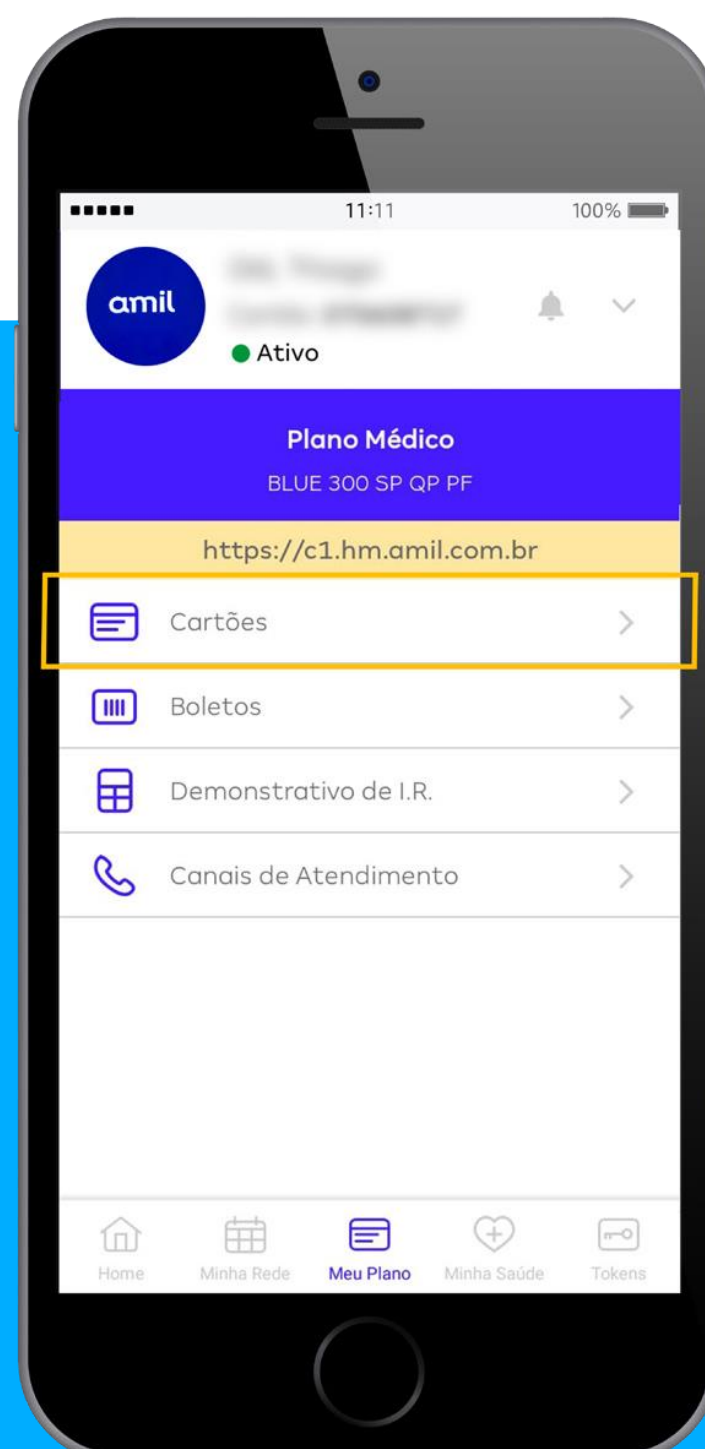 11:11 100%
amil
Ativo
Plano Médico
BLUE 300 SP QP PF
https://c1.hm.amil.com.br
Cartões
Boletos
Demonstrativo de I.R.
Canais de Atendimento
Home Minha Rede Meu Plano Minha Saúde Tokens